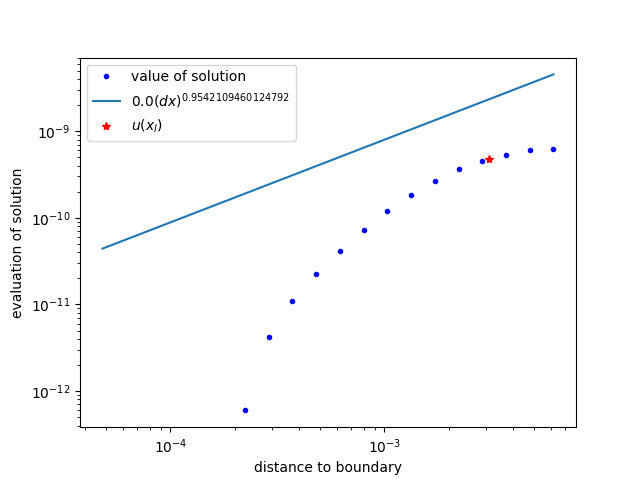 value of solution
0.0(dx)^0.9542109460124792
u(x_l)
evaluation of solution
10^-9
10^-10
10^-11
10^-12
10^-4 10^-3
distance to boundary